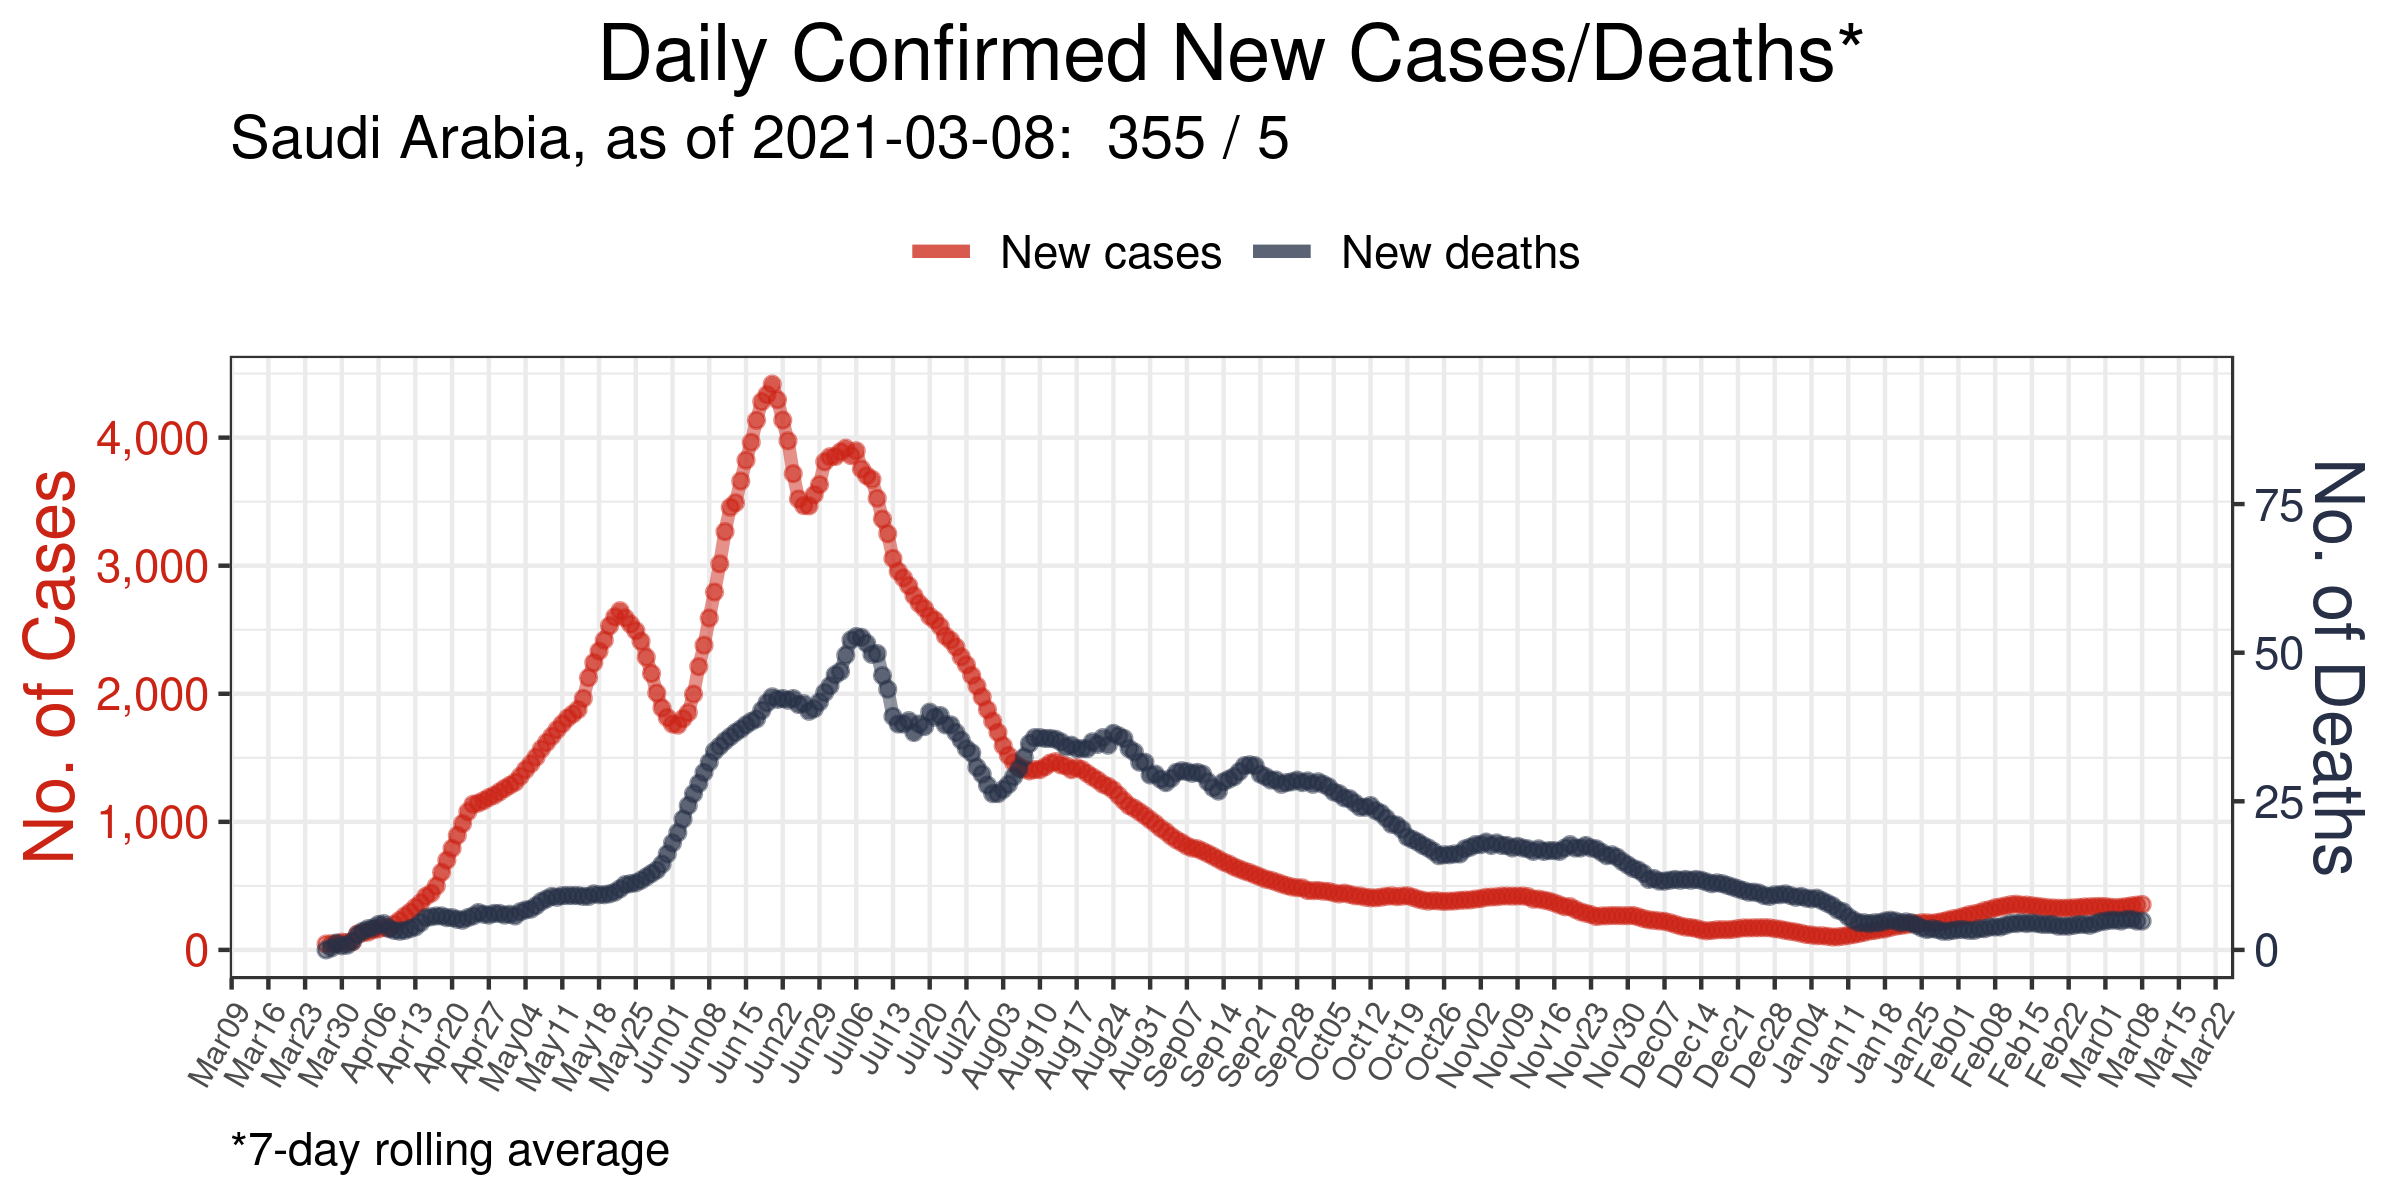 Daily Confirmed New Cases/Deaths*
Saudi Arabia, as of 2021-03-08:  355 / 5
New cases New deaths
No. of Cases
4,000
3,000
2,000
1,000
0
75
50
25
0
No. of Deaths
Mar09 Mar16 Mar23 Mar30 Apr06 Apr13 Apr20 Apr27 May04 May11 May18 May25 Jun01 Jun08 Jun15 Jun22 Jun29 Jul06 Jul13 Jul20 Jul27 Aug03 Aug10 Aug17 Aug24 Aug31 Sep07 Sep14 Sep21 Sep28 Oct05 Oct12 Oct19 Oct26 Nov02 Nov09 Nov16 Nov23 Nov30 Dec07 Dec14 Dec21 Dec28 Jan04 Jan11 Jan18 Jan25 Feb01 Feb08 Feb15 Feb22 Mar01 Mar08 Mar15 Mar22
*7-day rolling average